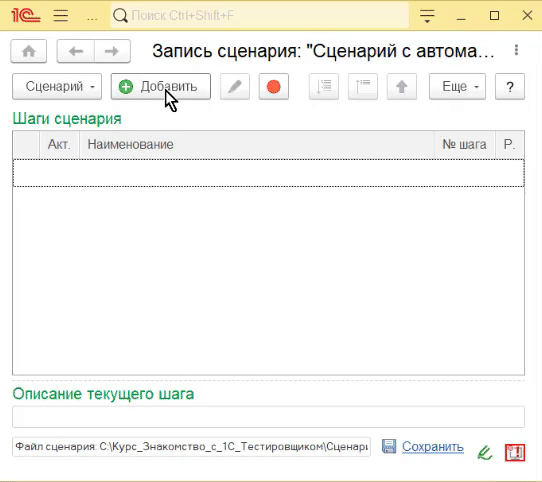 1С ... Поиск Ctrl+Shift+F
Запись сценария: "Сценарий с автома...
Сценарий Добавить Еще ?
Шаги сценария
Акт. Наименование № шага Р.
Описание текущего шага
Файл сценария: C:\Курс_Знакомство_с_1С_Тестировщиком\Сценари Сохранить